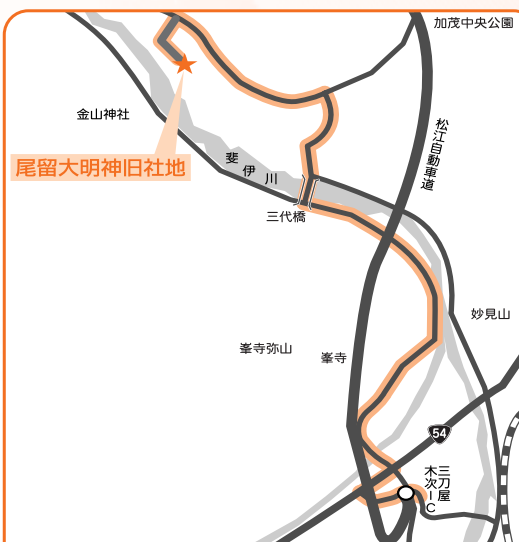 加茂中央公園
金山神社
松江自動車道
尾留大明神旧社地
斐伊川
三代橋
妙見山
峯寺弥山
峯寺
54
三刀屋
木次IC